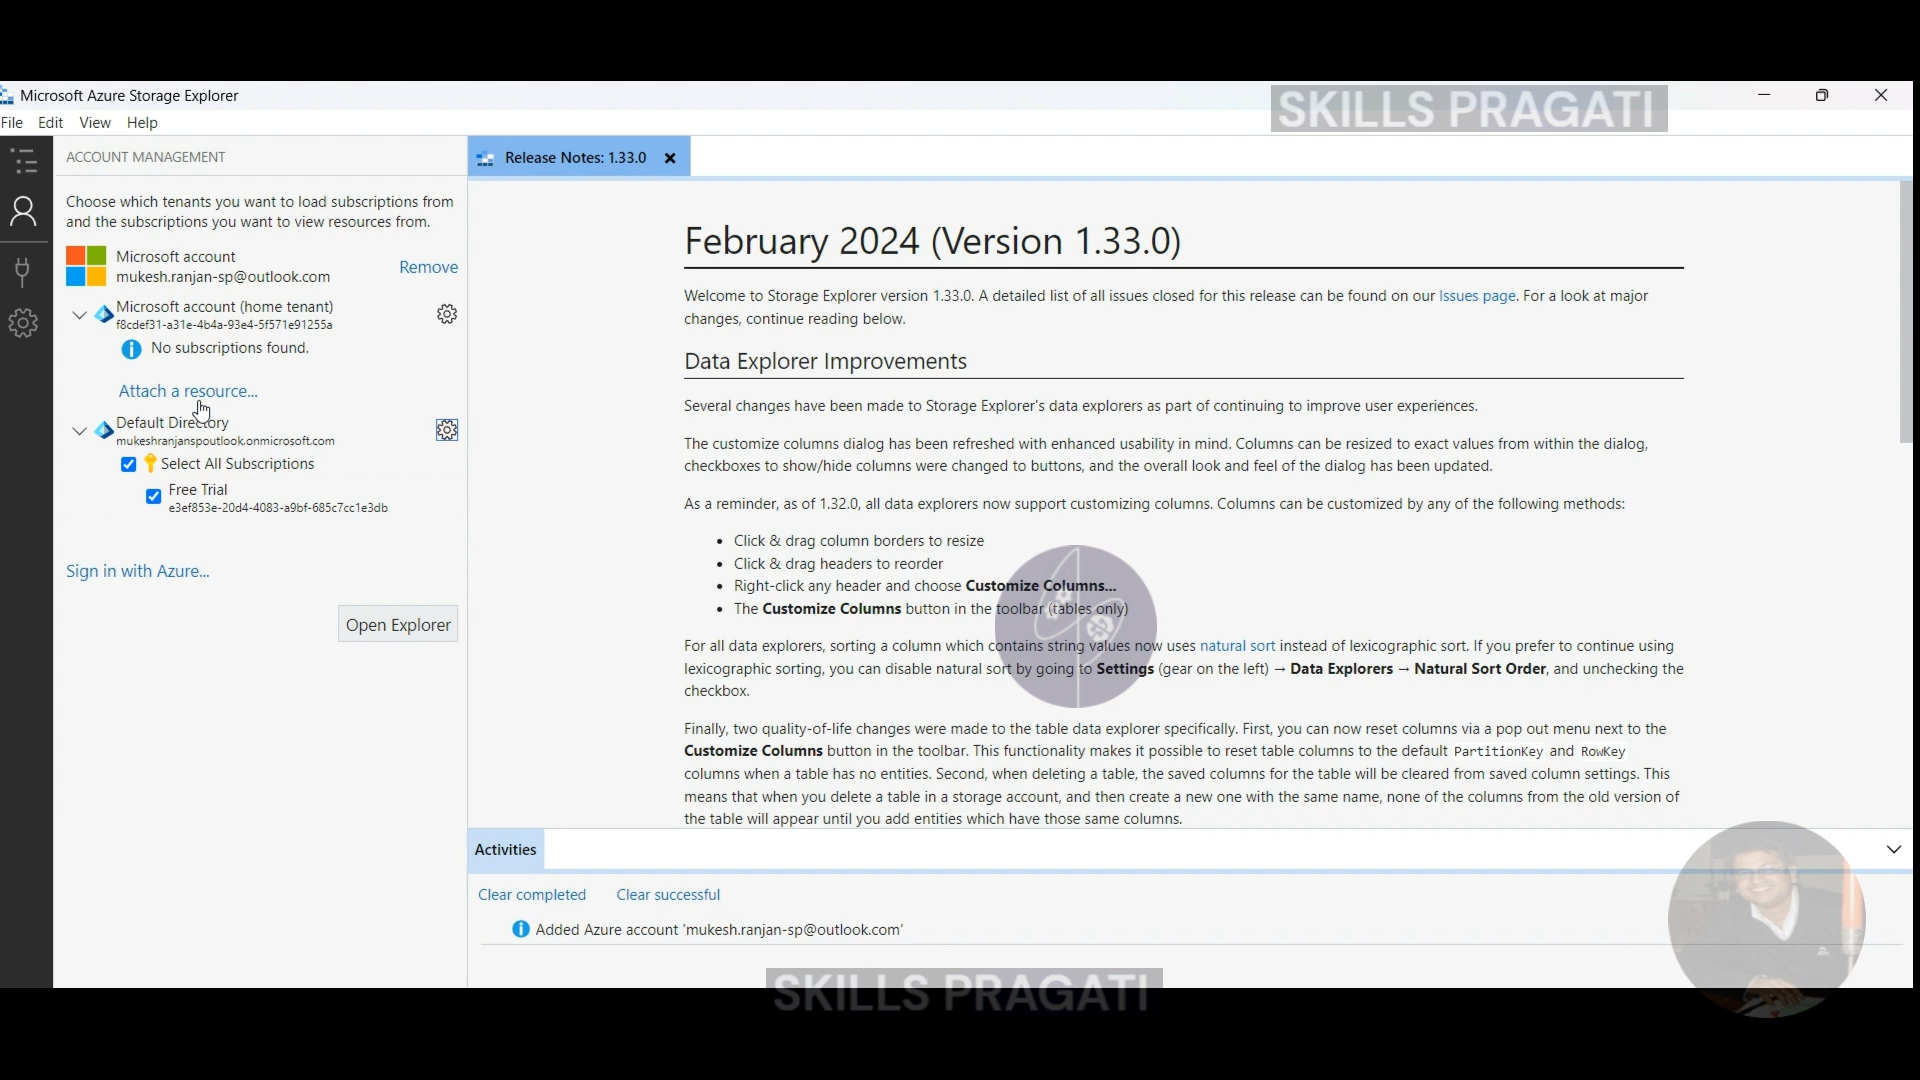 Microsoft Azure Storage Explorer
SKILLS PRAGATI
File Edit View Help
ACCOUNT MANAGEMENT
Choose which tenants you want to load subscriptions from
and the subscriptions you want to view resources from.
Microsoft account
mukesh.ranjan-sp@outlook.com
Remove
Microsoft account (home tenant)
f8cdef31-a31e-4b4a-93e4-5f571e91255a
No subscriptions found.
Attach a resource...
Default Directory
mukeshranjanspoutlook.onmicrosoft.com
Select All Subscriptions
Free Trial
e3ef853e-20d4-4083-a9bf-685c7cc1e3db
Sign in with Azure...
Open Explorer
Release Notes: 1.33.0
February 2024 (Version 1.33.0)
Welcome to Storage Explorer version 1.33.0. A detailed list of all issues closed for this release can be found on our Issues page. For a look at major
changes, continue reading below.
Data Explorer Improvements
Several changes have been made to Storage Explorer's data explorers as part of continuing to improve user experiences.
The customize columns dialog has been refreshed with enhanced usability in mind. Columns can be resized to exact values from within the dialog,
checkboxes to show/hide columns were changed to buttons, and the overall look and feel of the dialog has been updated.
As a reminder, as of 1.32.0, all data explorers now support customizing columns. Columns can be customized by any of the following methods:
• Click & drag column borders to resize
• Click & drag headers to reorder
• Right-click any header and choose Customize Columns...
• The Customize Columns button in the toolbar (tables only)
For all data explorers, sorting a column which contains string values now uses natural sort instead of lexicographic sort. If you prefer to continue using
lexicographic sorting, you can disable natural sort by going to Settings (gear on the left) → Data Explorers → Natural Sort Order, and unchecking the
checkbox.
Finally, two quality-of-life changes were made to the table data explorer specifically. First, you can now reset columns via a pop out menu next to the
Customize Columns button in the toolbar. This functionality makes it possible to reset table columns to the default PartitionKey and RowKey
columns when a table has no entities. Second, when deleting a table, the saved columns for the table will be cleared from saved column settings. This
means that when you delete a table in a storage account, and then create a new one with the same name, none of the columns from the old version of
the table will appear until you add entities which have those same columns.
Activities
Clear completed Clear successful
Added Azure account 'mukesh.ranjan-sp@outlook.com'
SKILLS PRAGATI